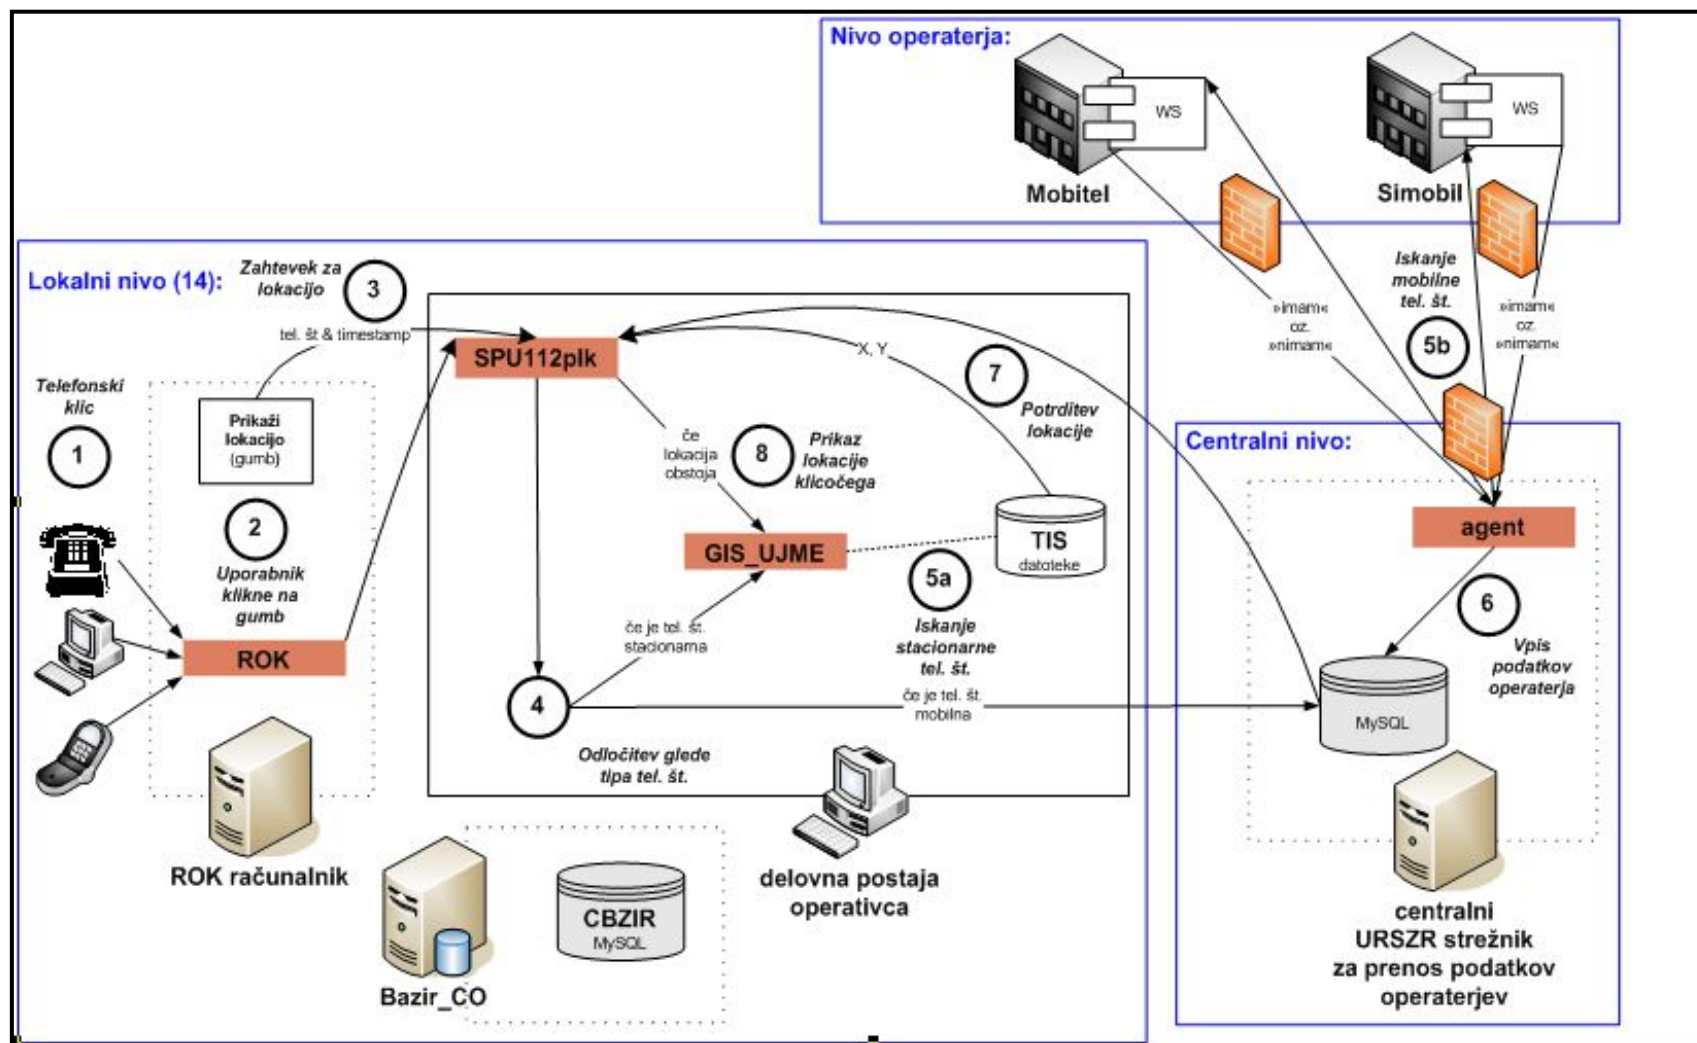 Nivo operaterja:
WS
Mobitel
WS
Simobil
Lokalni nivo (14):
Zahtevek za
lokacijo
3
tel. št & timestamp
Telefonski
klic
1
Prikaži
lokacijo
(gumb)
2
Uporabnik
klikne na
gumb
ROK
ROK računalnik
SPU112plk
X, Y
če
lokacija
obstoja
8
Prikaz
lokacije
klicočega
7
Potrditev
lokacije
GIS_UJME
TIS
datoteke
5a
Iskanje
stacionarne
tel. št.
če je tel. št.
stacionarna
4
Odločitev glede
tipa tel. št.
če je tel. št.
mobilna
delovna postaja
operativca
Bazir_CO
CBZIR
MySQL
»imam«
oz.
»nimam«
Iskanje
mobilne
tel. št.
5b
»imam«
oz.
»nimam«
Centralni nivo:
agent
6
Vpis
podatkov
operaterja
MySQL
centralni
URSZR strežnik
za prenos podatkov
operaterjev